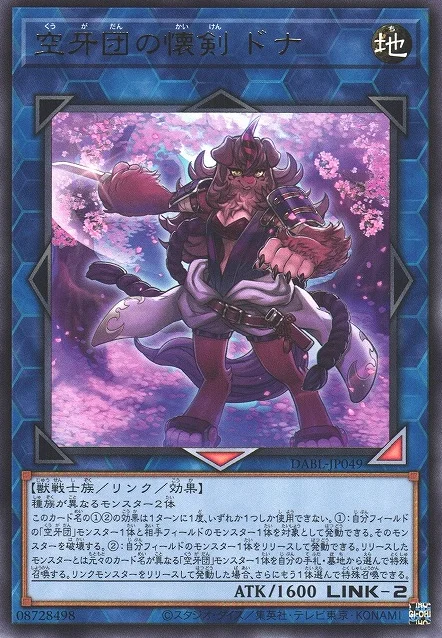 空牙団の懐剣 ドナ
地
DABL-JP049
【獣戦士族／リンク／効果】
種族が異なるモンスター2体
このカード名の①②の効果は1ターンに1度、いずれか1つしか使用できない。①：自分フィールド
の「空牙団」モンスター1体と相手フィールドのモンスター1体を対象として発動できる。そのモン
スターを破壊する。②：自分フィールドのモンスター1体をリリースして発動できる。リリースした
モンスターとは元々のカード名が異なる「空牙団」モンスター1体を自分の手札・墓地から選んで特殊
召喚する。リンクモンスターをリリースして発動した場合、さらにもう1体選んで特殊召喚できる。
ATK/1600 LINK-2
08728498
©スタジオ・ダイス／集英社・テレビ東京・KONAMI